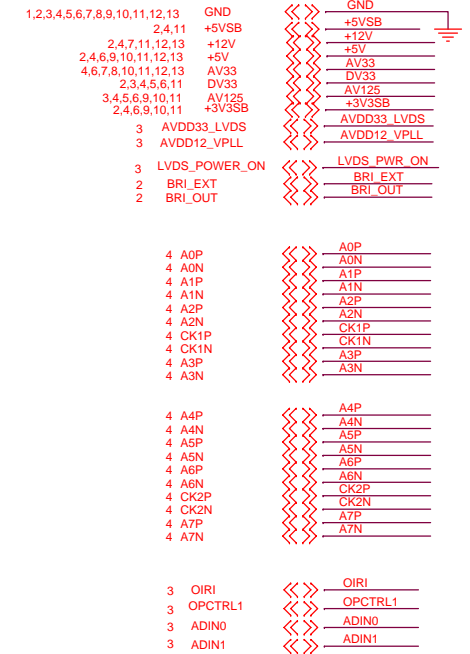 1,2,3,4,5,6,7,8,9,10,11,12,13 GND GND
2,4,11 +5VSB +5VSB
2,4,7,11,12,13 +12V +12V
2,4,6,9,10,11,12,13 +5V +5V
4,6,7,8,10,11,12,13 AV33 AV33
2,3,4,5,6,11 DV33 DV33
3,4,5,6,9,10,11 AV125 AV125
2,4,6,9,10,11 +3V3SB +3V3SB
3 AVDD33_LVDS AVDD33_LVDS
3 AVDD12_VPLL AVDD12_VPLL
3 LVDS_POWER_ON LVDS_PWR_ON
2 BRI_EXT BRI_EXT
2 BRI_OUT BRI_OUT
4 A0P A0P
4 A0N A0N
4 A1P A1P
4 A1N A1N
4 A2P A2P
4 A2N A2N
4 CK1P CK1P
4 CK1N CK1N
4 A3P A3P
4 A3N A3N
4 A4P A4P
4 A4N A4N
4 A5P A5P
4 A5N A5N
4 A6P A6P
4 A6N A6N
4 CK2P CK2P
4 CK2N CK2N
4 A7P A7P
4 A7N A7N
3 OIRI OIRI
3 OPCTRL1 OPCTRL1
3 ADIN0 ADIN0
3 ADIN1 ADIN1